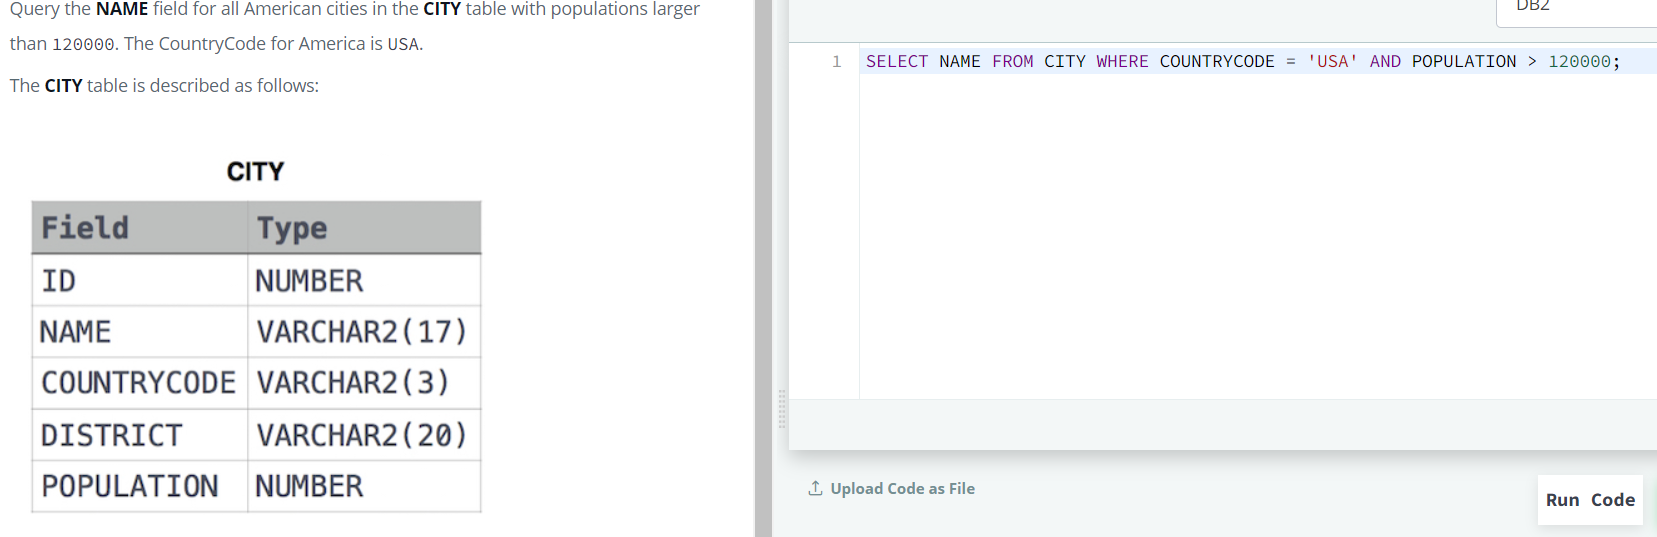 Query the NAME field for all American cities in the CITY table with populations larger
than 120000. The CountryCode for America is USA.
The CITY table is described as follows:
CITY
Field Type
ID NUMBER
NAME VARCHAR2(17)
COUNTRYCODE VARCHAR2(3)
DISTRICT VARCHAR2(20)
POPULATION NUMBER
DB2
1 SELECT NAME FROM CITY WHERE COUNTRYCODE = 'USA' AND POPULATION > 120000;
Upload Code as File
Run Code